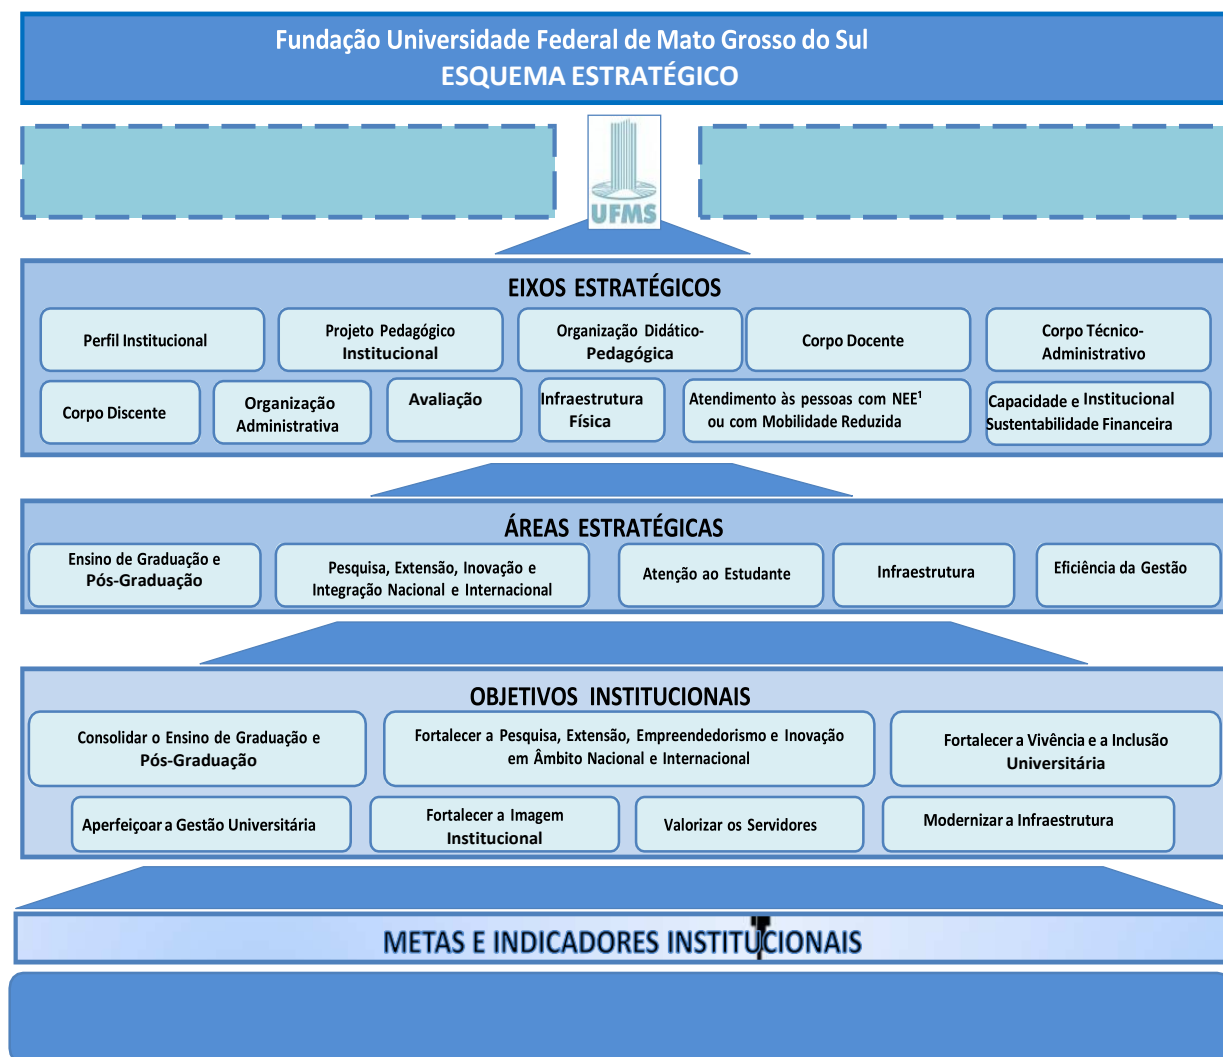 Fundação Universidade Federal de Mato Grosso do Sul
ESQUEMA ESTRATÉGICO
UFMS
EIXOS ESTRATÉGICOS
Perfil Institucional
Projeto Pedagógico
Institucional
Organização Didático-
Pedagógica
Corpo Docente
Corpo Técnico-
Administrativo
Corpo Discente
Organização
Administrativa
Avaliação
Infraestrutura
Física
Atendimento às pessoas com NEE¹
ou com Mobilidade Reduzida
Capacidade e Institucional
Sustentabilidade Financeira
ÁREAS ESTRATÉGICAS
Ensino de Graduação e
Pós-Graduação
Pesquisa, Extensão, Inovação e
Integração Nacional e Internacional
Atenção ao Estudante
Infraestrutura
Eficiência da Gestão
OBJETIVOS INSTITUCIONAIS
Consolidar o Ensino de Graduação e
Pós-Graduação
Fortalecer a Pesquisa, Extensão, Empreendedorismo e Inovação
em Âmbito Nacional e Internacional
Fortalecer a Vivência e a Inclusão
Universitária
Aperfeiçoar a Gestão Universitária
Fortalecer a Imagem
Institucional
Valorizar os Servidores
Modernizar a Infraestrutura
METAS E INDICADORES INSTITUCIONAIS